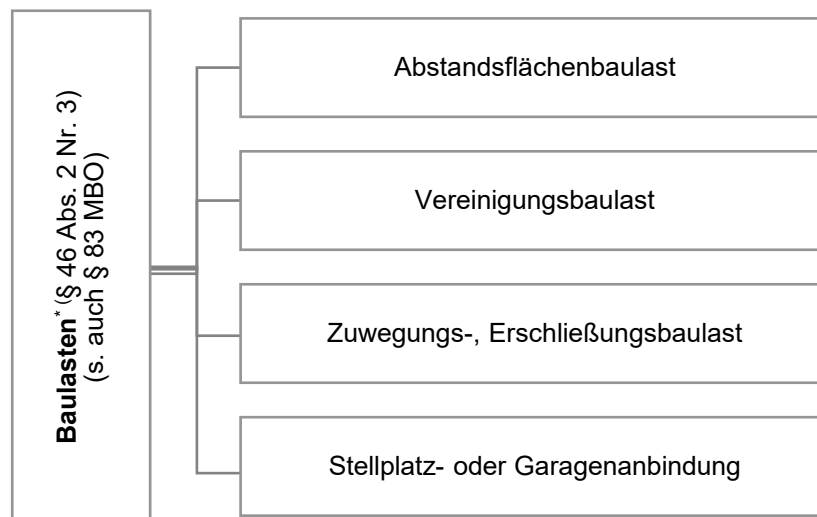 Baulasten* (§ 46 Abs. 2 Nr. 3)
(s. auch § 83 MBO)
Abstandsflächenbaulast
Vereinigungsbaulast
Zuwegungs-, Erschließungsbaulast
Stellplatz- oder Garagenanbindung